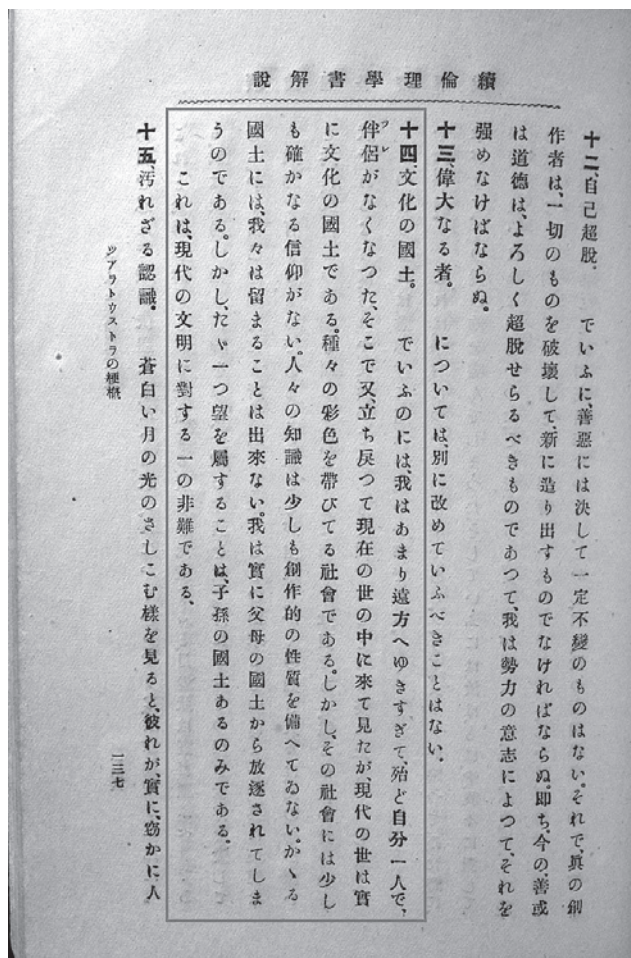 續倫理學書解說
十二、自己超脫。 でいふに、善惡には決して一定不變のものはない。それで、眞の創
作者は、一切のものを破壞して、新に造り出すものでなければならぬ。卽ち、今の、善或
は道德は、よろしく超脫せらるべきものであつて、我は勢力の意志によつて、それを
强めなけばならぬ。
十三、偉大なる者。 については、別に改めていふべきことはない。
十四、文化の國土。 でいふのには、我はあまり遠方へゆきすぎて、殆ど自分一人で、
伴侶がなくなつた、そこで又、立ち戾つて現在の世の中に來て見たが、現代の世は實
ツレ
に文化の國土である。種々の彩色を帶びてる社會である。しかし、その社會には少し
も確かなる信仰がない。人々の知識は少しも創作的の性質を備へてゐない。かゝる
國土には、我々は留まることは出來ない。我は實に父母の國土から放逐されてしま
うのである。しかし、たゞ一つ望を屬することは、子孫の國土あるのみである。
これは、現代の文明に對する一の非難である、
十五、汚れざる認識。 蒼白い月の光のさしこむ樣を見ると、彼れが、實に、窃かに人
ツアラトウストラの梗槪
一三七